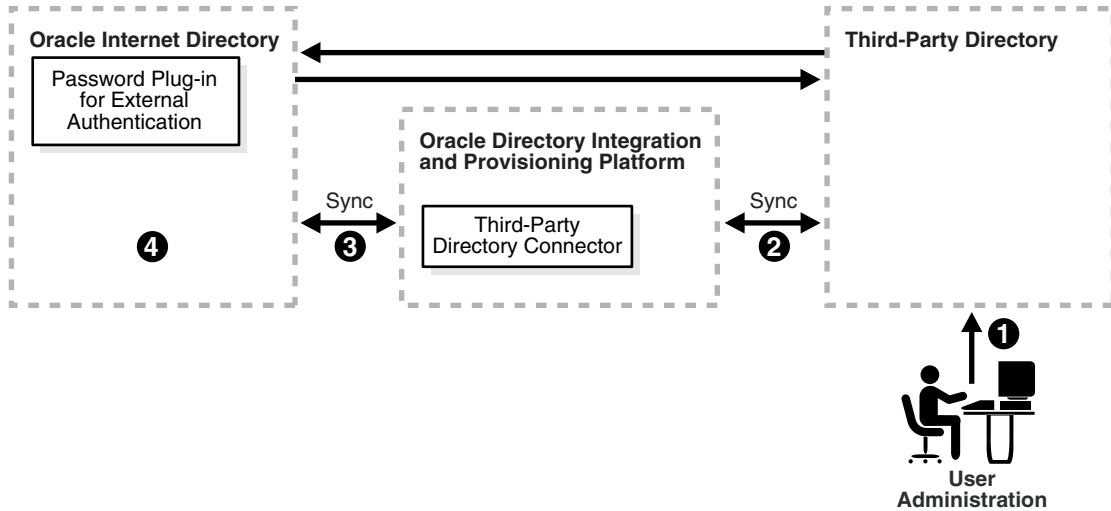 Oracle Internet Directory
Password Plug-in
for External
Authentication
Third-Party Directory
Oracle Directory Integration
and Provisioning Platform
Sync
Third-Party
Directory Connector
Sync
4
3
2
1
User
Administration